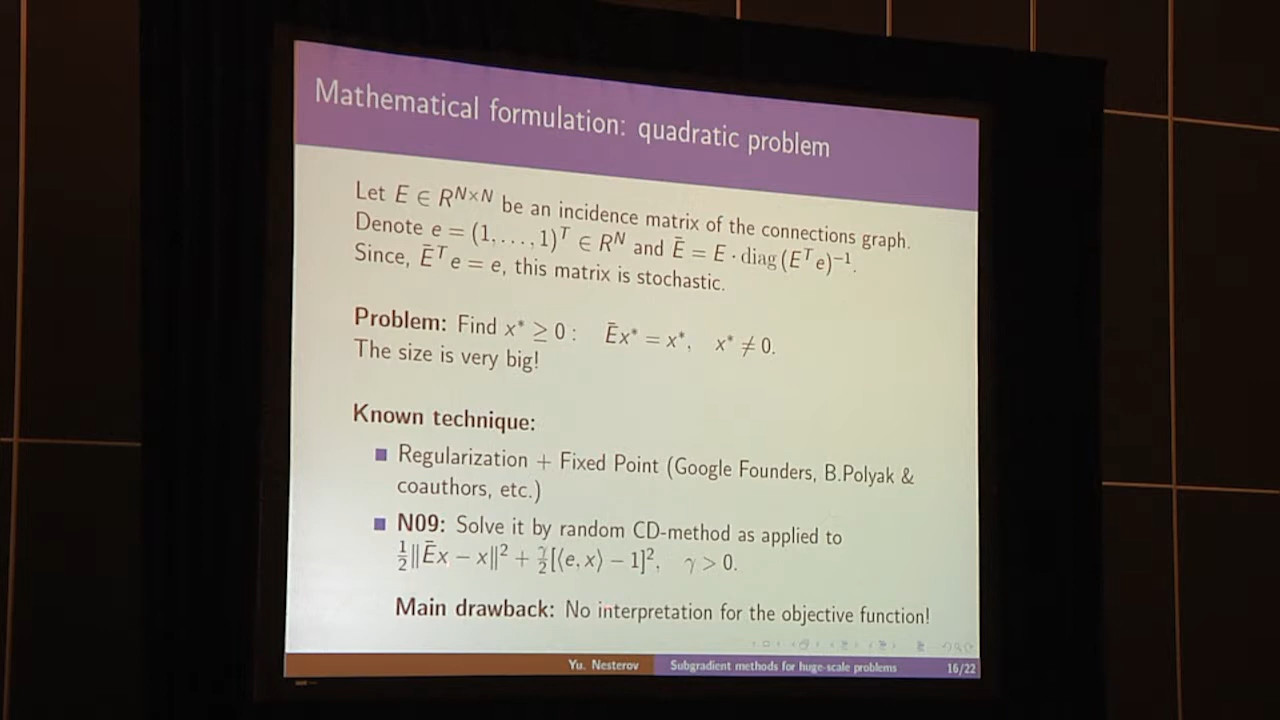 Mathematical formulation: quadratic problem
Let E ∈ R^{N×N} be an incidence matrix of the connections graph.
Denote e = (1, . . . , 1)^T ∈ R^N and Ē = E · diag (E^T e)^{−1}.
Since, Ē^T e = e, this matrix is stochastic.
Problem: Find x* ≥ 0 : Ēx* = x*, x* ≠ 0.
The size is very big!
Known technique:
■ Regularization + Fixed Point (Google Founders, B.Polyak &
coauthors, etc.)
■ N09: Solve it by random CD-method as applied to
½‖Ēx − x‖² + γ/2[⟨e, x⟩ − 1]², γ > 0.
Main drawback: No interpretation for the objective function!
Yu. Nesterov Subgradient methods for huge-scale problems 16/22